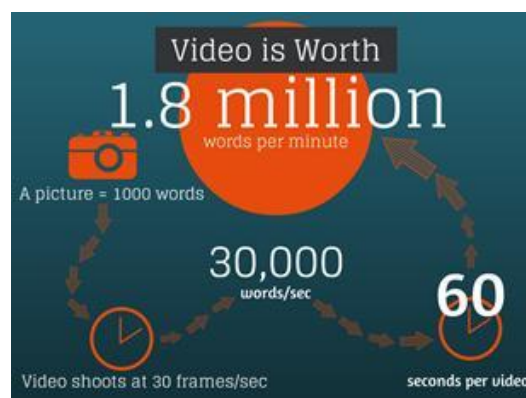 Video is Worth
1.8 million
words per minute
A picture = 1000 words
30,000
words/sec
60
Video shoots at 30 frames/sec
seconds per video